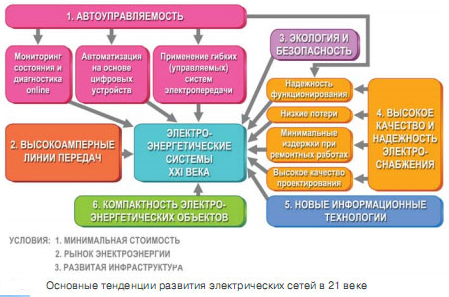 1. АВТОУПРАВЛЯЕМОСТЬ
Мониторинг
состояния и
диагностика
online
Автоматизация
на основе
цифровых
устройств
Применение гибких
(управляемых)
систем
электропередачи
3. ЭКОЛОГИЯ И
БЕЗОПАСНОСТЬ
Надежность
функционирования
Низкие потери
Минимальные
издержки при
ремонтных работах
Высокое качество
проектирования
4. ВЫСОКОЕ
КАЧЕСТВО И
НАДЕЖНОСТЬ
ЭЛЕКТРО-
СНАБЖЕНИЯ
2. ВЫСОКОАМПЕРНЫЕ
ЛИНИИ ПЕРЕДАЧ
ЭЛЕКТРО-
ЭНЕРГЕТИЧЕСКИЕ
СИСТЕМЫ
XXI ВЕКА
6. КОМПАКТНОСТЬ ЭЛЕКТРО-
ЭНЕРГЕТИЧЕСКИХ ОБЪЕКТОВ
5. НОВЫЕ ИНФОРМАЦИОННЫЕ
ТЕХНОЛОГИИ
УСЛОВИЯ: 1. МИНИМАЛЬНАЯ СТОИМОСТЬ
2. РЫНОК ЭЛЕКТРОЭНЕРГИИ
3. РАЗВИТАЯ ИНФРАСТРУКТУРА
Основные тенденции развития электрических сетей в 21 веке